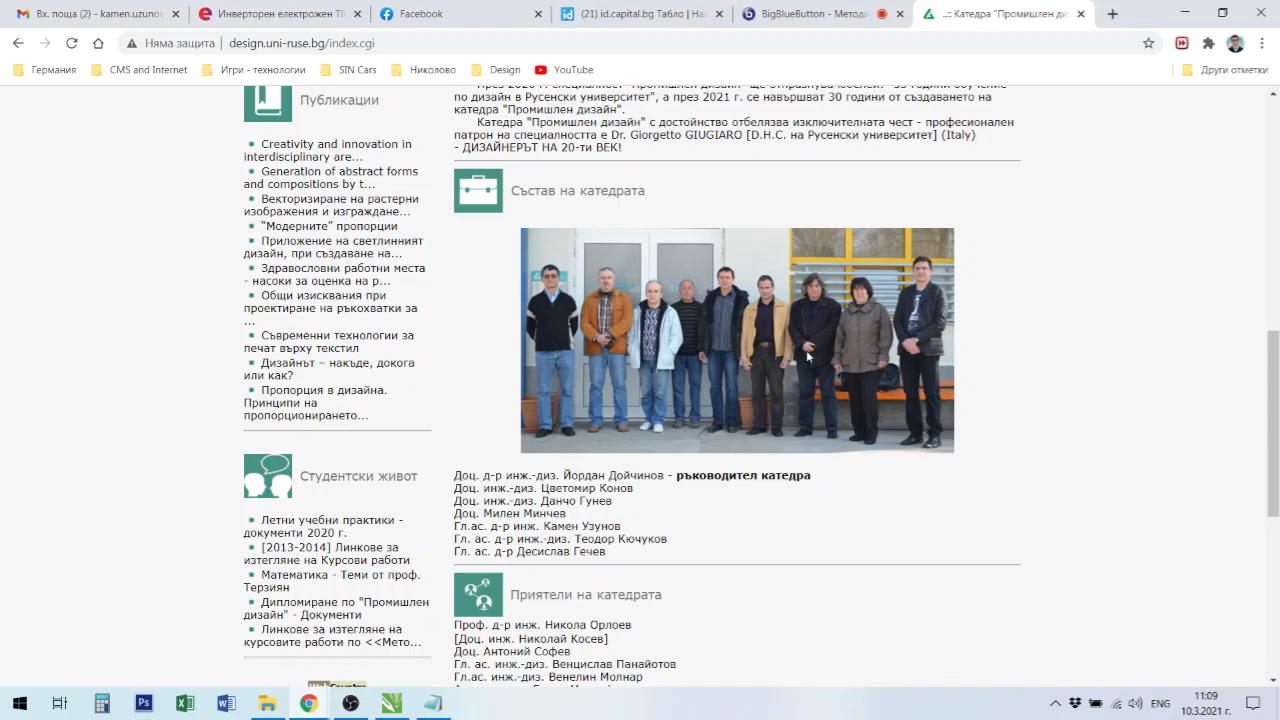 Вх. поща (2) - kamen.uzunov
Инверторен електрожен TI
Facebook
(21) id.capital.bg Табло | На
BigBlueButton - Методи
..:: Катедра "Промишлен ди
Няма защита | design.uni-ruse.bg/index.cgi
Германия
CMS and Internet
Игри - технологии
SIN Cars
Николово
Design
YouTube
Други отметки
Публикации
Creativity and innovation in
interdisciplinary are...
Generation of abstract forms
and compositions by t...
Векторизиране на растерни
изображения и изграждане...
"Модерните" пропорции
Приложение на светлинният
дизайн, при създаване на...
Здравословни работни места
- насоки за оценка на р...
Общи изисквания при
проектиране на ръкохватки за
...
Съвременни технологии за
печат върху текстил
Дизайнът – накъде, докога
или как?
Пропорция в дизайна.
Принципи на
пропорционирането...
Студентски живот
Летни учебни практики -
документи 2020 г.
[2013-2014] Линкове за
изтегляне на Курсови работи
Математика - Теми от проф.
Терзиян
Дипломиране по "Промишлен
дизайн" - Документи
Линкове за изтегляне на
курсовите работи по <<Мето...
по дизайн в Русенски университет", а през 2021 г. се навършват 30 години от създаването на
катедра "Промишлен дизайн".
Катедра "Промишлен дизайн" с достойнство отбелязва изключителната чест - професионален
патрон на специалността е Dr. Giorgetto GIUGIARO [D.H.C. на Русенски университет] (Italy)
- ДИЗАЙНЕРЪТ НА 20-ти ВЕК!
Състав на катедрата
Доц. д-р инж.-диз. Йордан Дойчинов - ръководител катедра
Доц. инж.-диз. Цветомир Конов
Доц. инж.-диз. Данчо Гунев
Доц. Милен Минчев
Гл.ас. д-р инж. Камен Узунов
Гл. ас. д-р инж.-диз. Теодор Кючуков
Гл. ас. д-р Десислав Гечев
Приятели на катедрата
Проф. д-р инж. Никола Орлоев
[Доц. инж. Николай Косев]
Доц. Антоний Софев
Гл. ас. инж.-диз. Венцислав Панайотов
Гл.ас. инж.-диз. Венелин Молнар
ENG
11:09
10.3.2021 г.